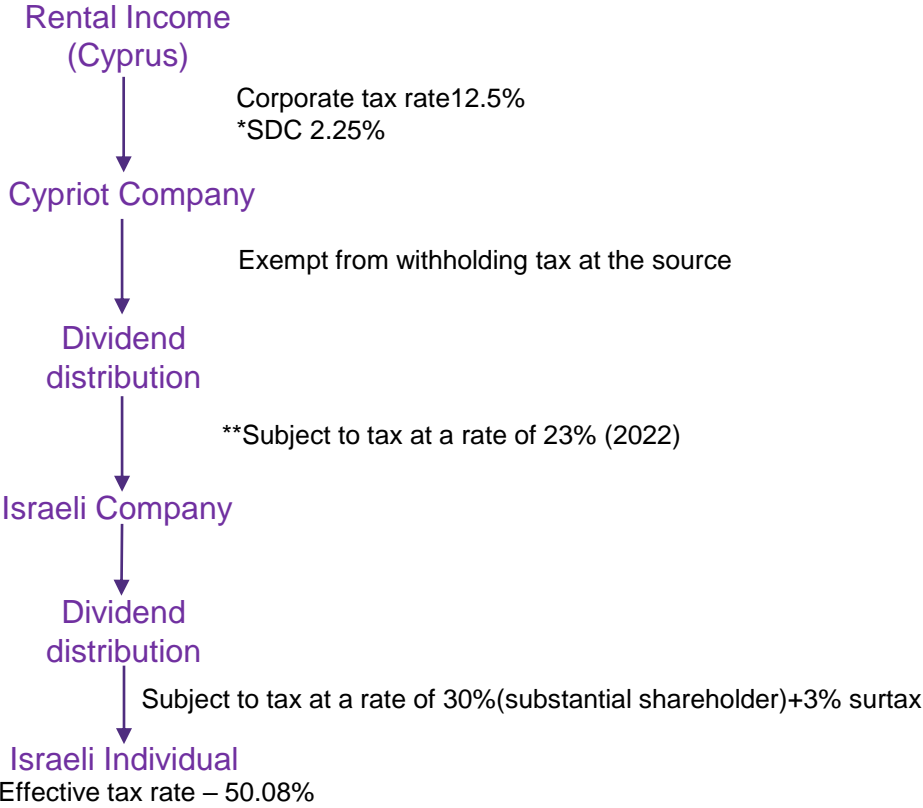 Rental Income
(Cyprus)
Corporate tax rate12.5%
*SDC 2.25%
Cypriot Company
Exempt from withholding tax at the source
Dividend
distribution
**Subject to tax at a rate of 23% (2022)
Israeli Company
Dividend
distribution
Subject to tax at a rate of 30%(substantial shareholder)+3% surtax
Israeli Individual
Effective tax rate – 50.08%